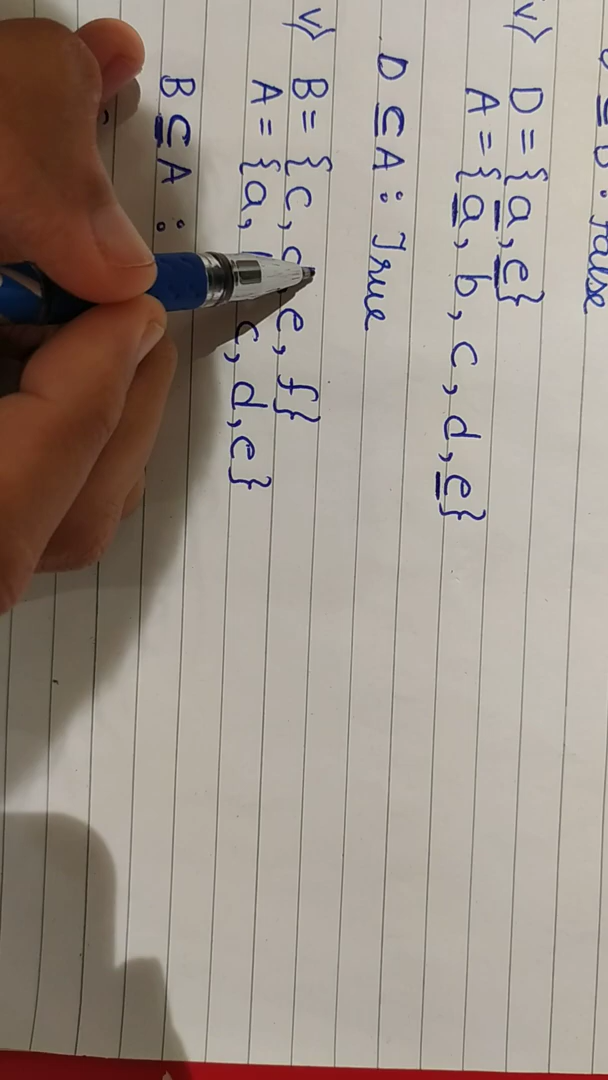 ⊆ D : False
iv) D = {a, e}
A = {a, b, c, d, e}
D ⊆ A : True
v) B = {c, e, f}
A = {a, c, d, e}
B ⊆ A :